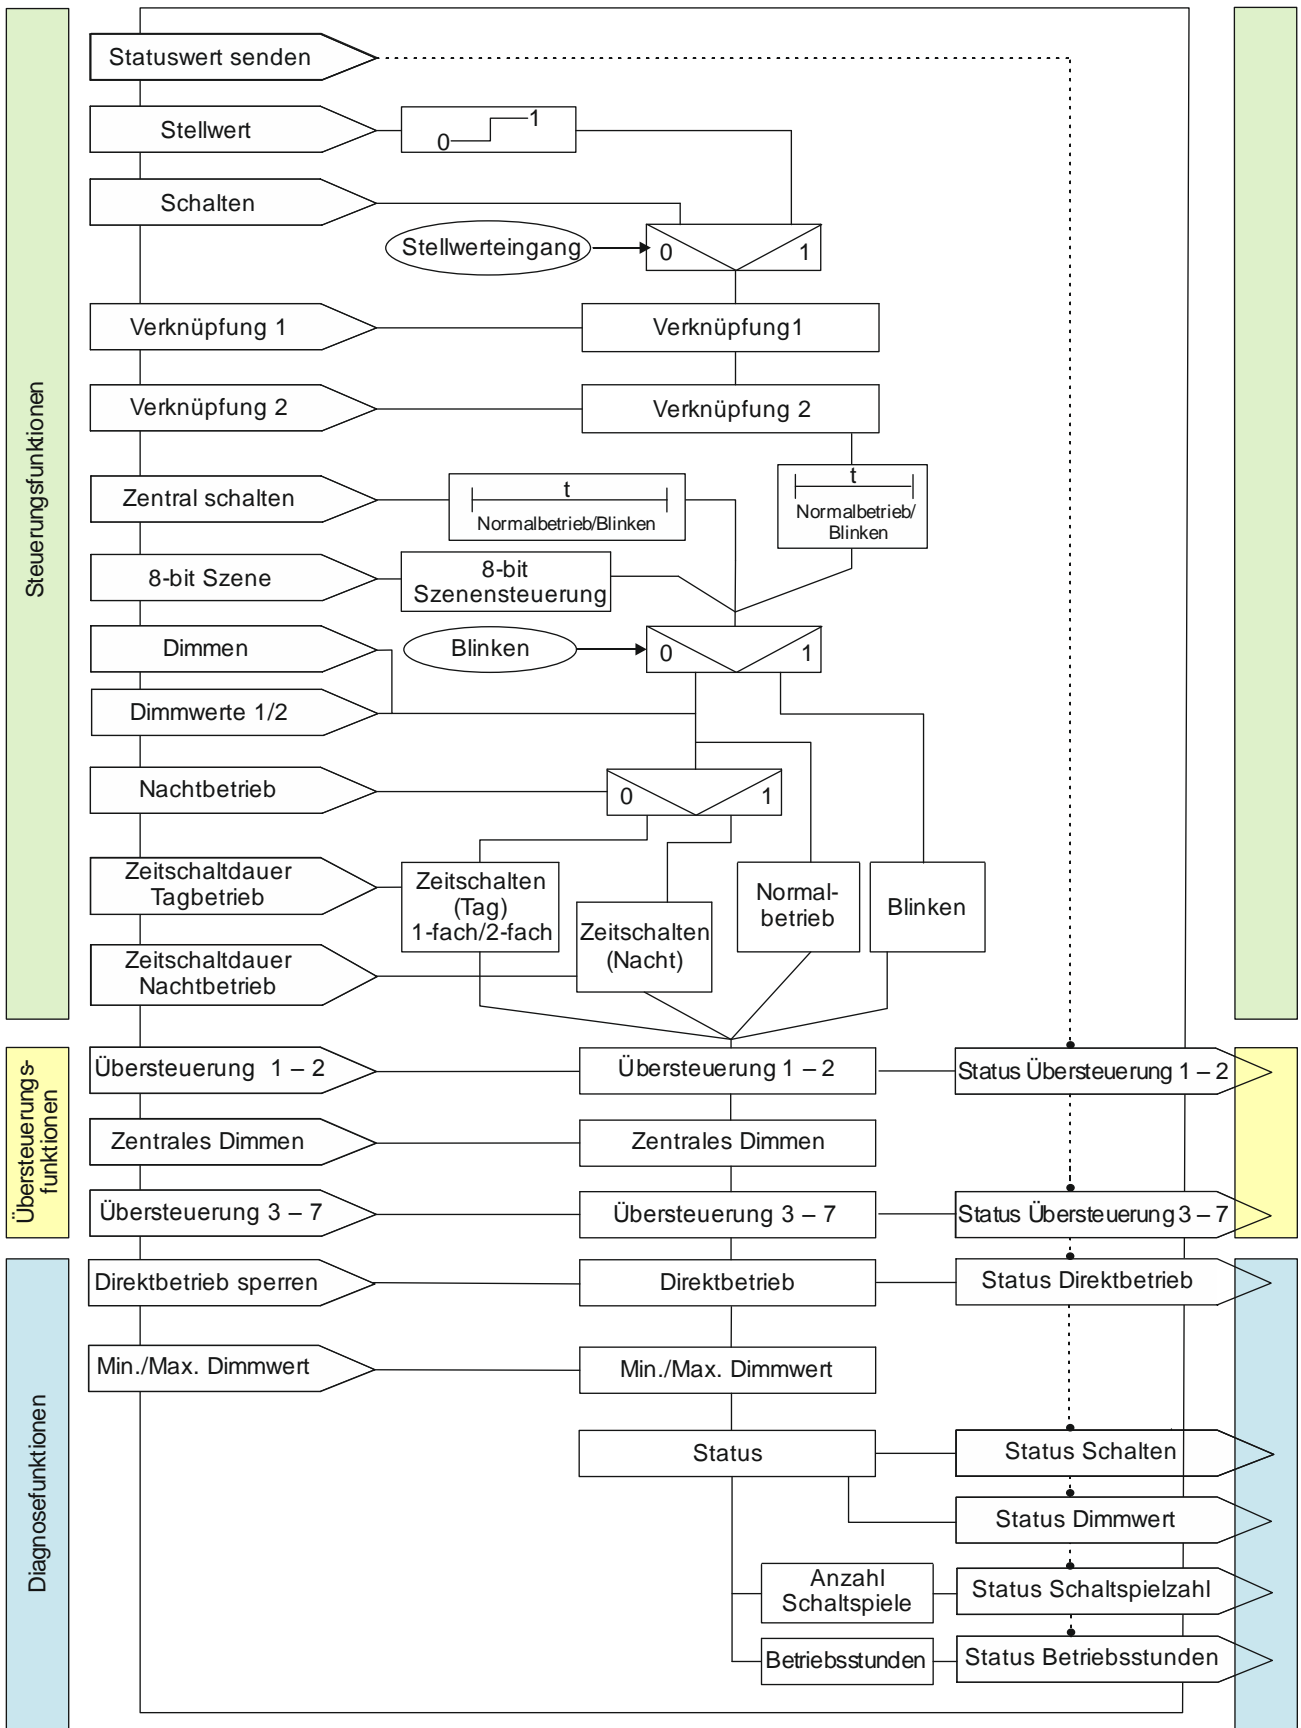 Steuerungsfunktionen
Statuswert senden
Stellwert
0
1
Schalten
Stellwerteingang
0
1
Verknüpfung 1
Verknüpfung1
Verknüpfung 2
Verknüpfung 2
Zentral schalten
t
Normalbetrieb/Blinken
t
Normalbetrieb/
Blinken
8-bit Szene
8-bit
Szenensteuerung
Dimmen
Blinken
0
1
Dimmwerte 1/2
Nachtbetrieb
0
1
Zeitschaltdauer
Tagbetrieb
Zeitschalten
(Tag)
1-fach/2-fach
Zeitschalten
(Nacht)
Normal-
betrieb
Blinken
Zeitschaltdauer
Nachtbetrieb
Übersteuerungs-
funktionen
Übersteuerung 1 – 2
Übersteuerung 1 – 2
Status Übersteuerung 1 – 2
Zentrales Dimmen
Zentrales Dimmen
Übersteuerung 3 – 7
Übersteuerung 3 – 7
Status Übersteuerung 3 – 7
Diagnosefunktionen
Direktbetrieb sperren
Direktbetrieb
Status Direktbetrieb
Min./Max. Dimmwert
Min./Max. Dimmwert
Status
Status Schalten
Status Dimmwert
Anzahl
Schaltspiele
Status Schaltspielzahl
Betriebsstunden
Status Betriebsstunden